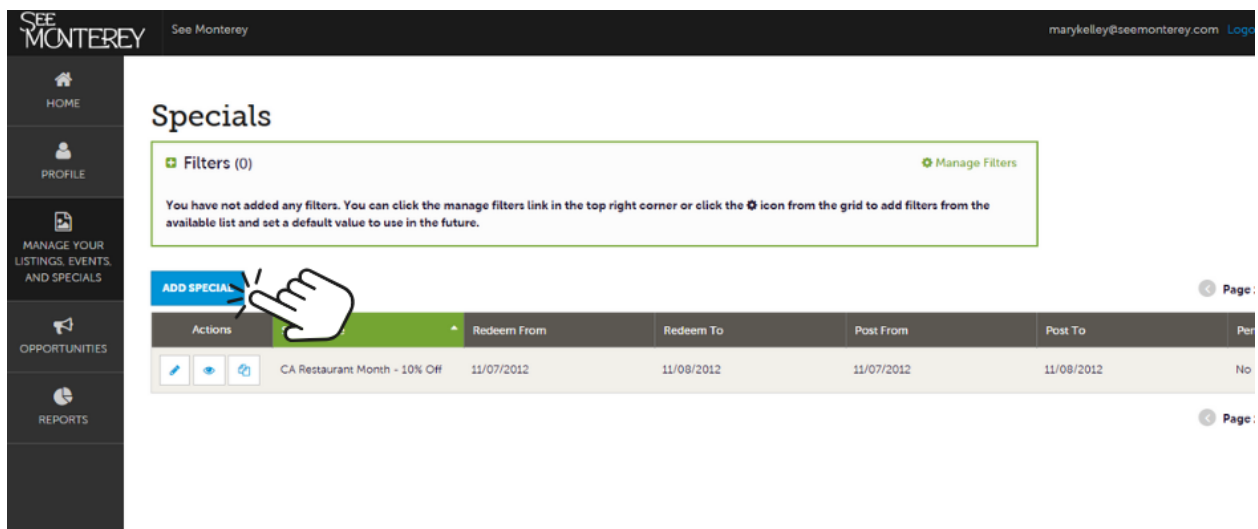 SEE MONTEREY
See Monterey
marykelley@seemonterey.com Logo
HOME
PROFILE
MANAGE YOUR
LISTINGS, EVENTS,
AND SPECIALS
OPPORTUNITIES
REPORTS
Specials
Filters (0)
Manage Filters
You have not added any filters. You can click the manage filters link in the top right corner or click the icon from the grid to add filters from the
available list and set a default value to use in the future.
ADD SPECIAL
Page
Actions Redeem From Redeem To Post From Post To Per
CA Restaurant Month - 10% Off 11/07/2012 11/08/2012 11/07/2012 11/08/2012 No
Page